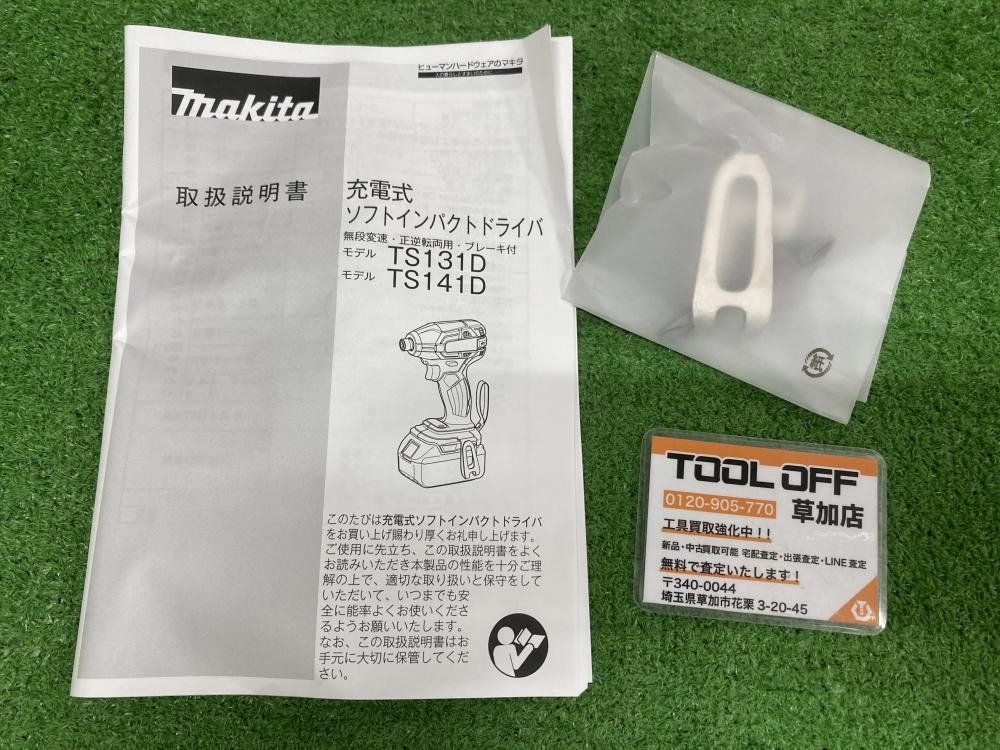 makita
ヒューマンハードウェアのマキタ
人の暮らしとすまいのために
取扱説明書
充電式
ソフトインパクトドライバ
無段変速・正逆転両用・ブレーキ付
モデル TS131D
モデル TS141D
このたびは充電式ソフトインパクトドライバ
をお買い上げ賜わり厚くお礼申し上げます。
ご使用に先立ち、この取扱説明書をよく
お読みいただき本製品の性能を十分ご理
解の上で、適切な取り扱いと保守をして
いただいて、いつまでも安
全に能率よくお使いくださ
るようお願いいたします。
なお、この取扱説明書はお
手元に大切に保管してくだ
さい。
紙
TOOL OFF
0120-905-770 草加店
工具買取強化中!!
新品・中古買取可能 宅配査定・出張査定・LINE査定
無料で査定いたします!
〒340-0044
埼玉県草加市花栗 3-20-45